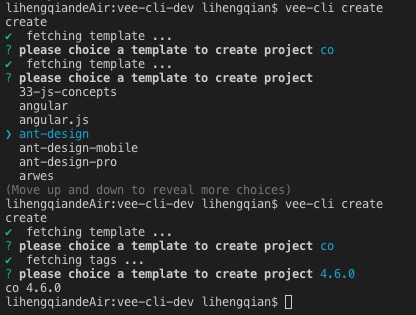 lihengqiandeAir:vee-cli-dev lihengqian$ vee-cli create
create
✔  fetching template ...
? please choice a template to create project co
✔  fetching template ...
? please choice a template to create project
33-js-concepts
angular
angular.js
❯ ant-design
ant-design-mobile
ant-design-pro
arwes
(Move up and down to reveal more choices)
lihengqiandeAir:vee-cli-dev lihengqian$ vee-cli create
create
✔  fetching template ...
? please choice a template to create project co
✔  fetching tags ...
? please choice a template to create project 4.6.0
co 4.6.0
lihengqiandeAir:vee-cli-dev lihengqian$